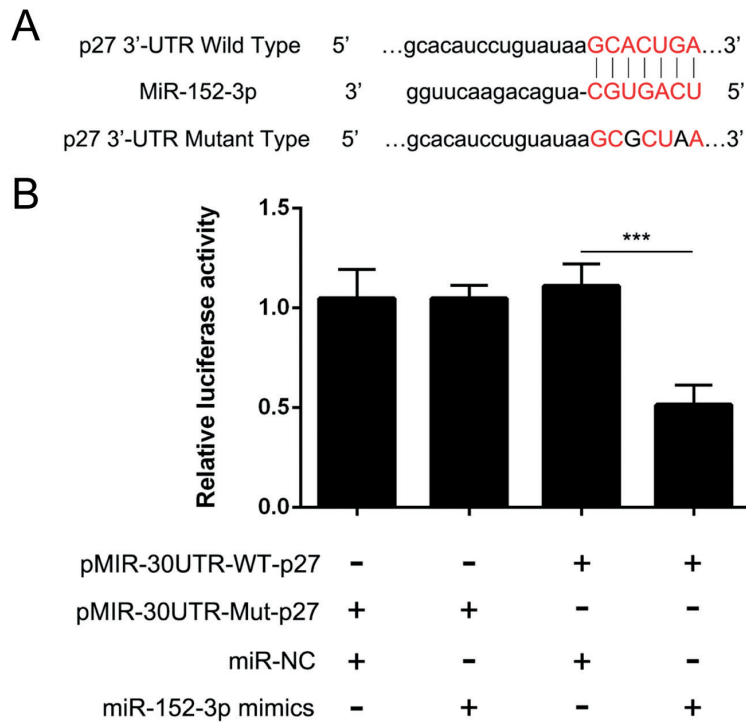 A
p27 3’-UTR Wild Type 5’ …gcacauccuguauaaGCACUGA…3’
MiR-152-3p 3’ gguucaagacagua-CGUGACU 5’
p27 3’-UTR Mutant Type 5’ …gcacauccuguauaaGCGCUAA…3’
B
Relative luciferase activity
1.5
1.0
0.5
0.0
***
pMIR-30UTR-WT-p27 - - + +
pMIR-30UTR-Mut-p27 + + - -
miR-NC + - + -
miR-152-3p mimics - + - +